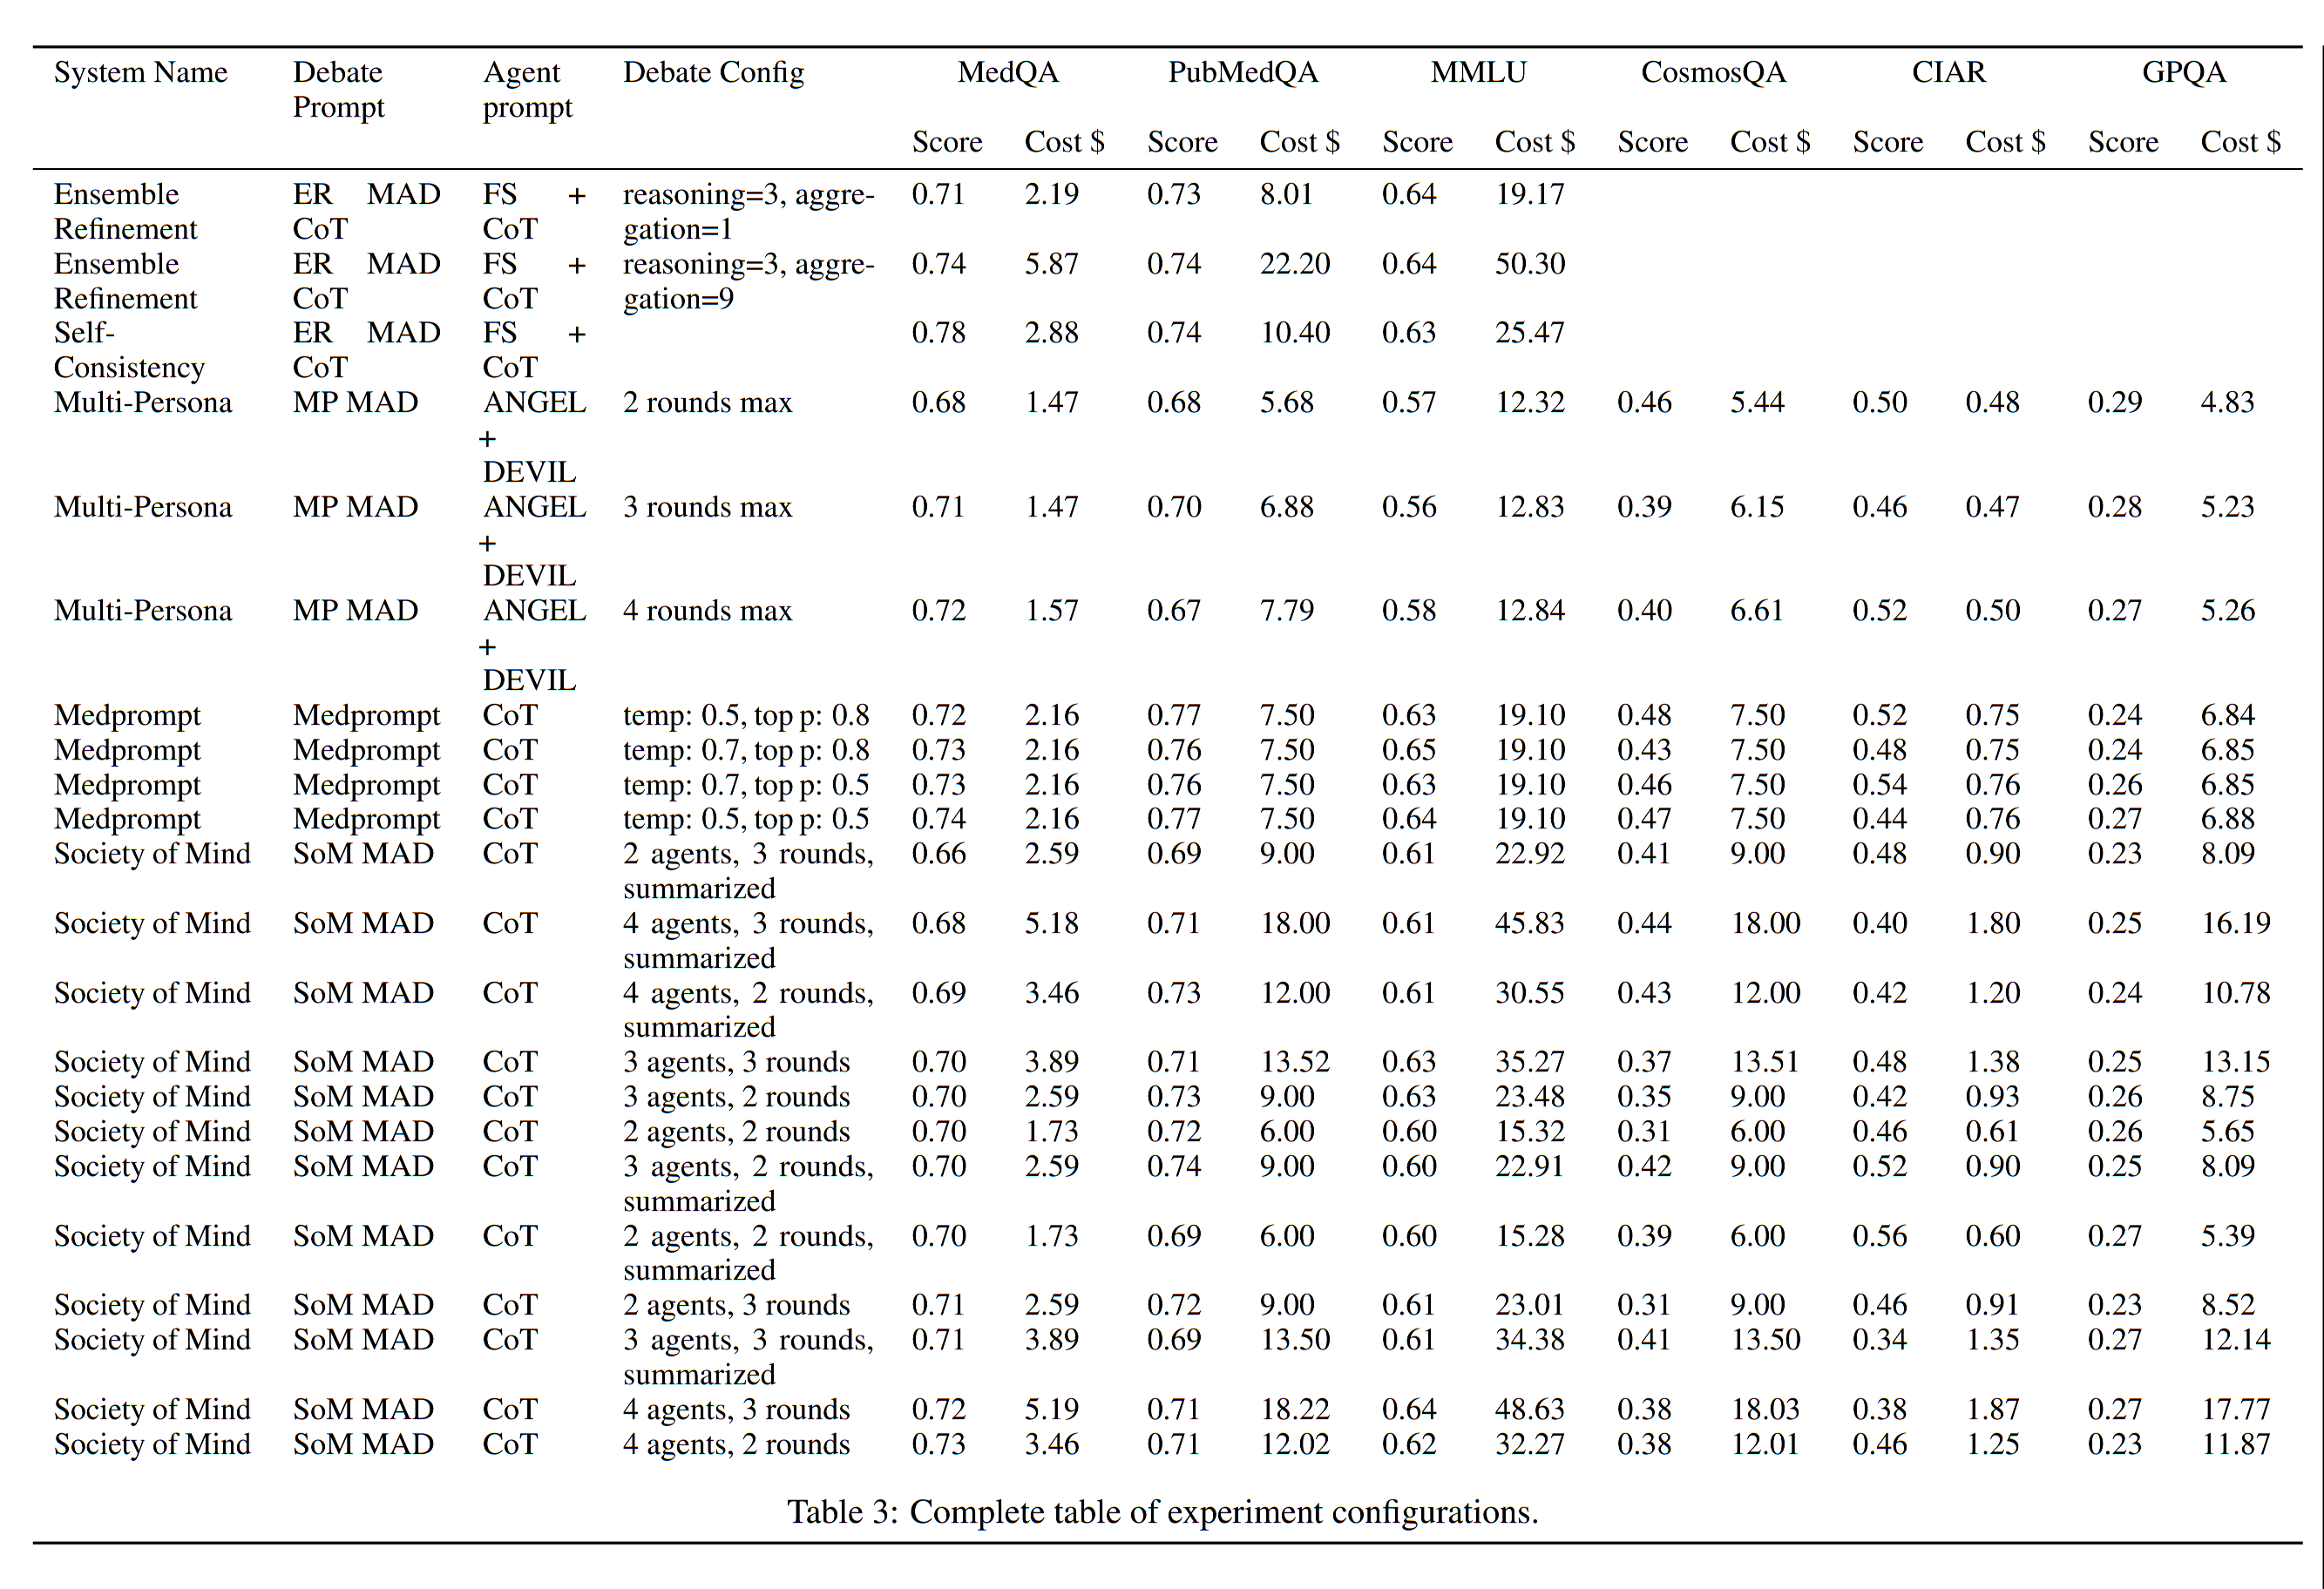 System Name Debate Agent Debate Config MedQA PubMedQA MMLU CosmosQA CIAR GPQA
Prompt prompt
Score Cost $ Score Cost $ Score Cost $ Score Cost $ Score Cost $ Score Cost $
Ensemble ER MAD FS + reasoning=3, aggre- 0.71 2.19 0.73 8.01 0.64 19.17
Refinement CoT CoT gation=1
Ensemble ER MAD FS + reasoning=3, aggre- 0.74 5.87 0.74 22.20 0.64 50.30
Refinement CoT CoT gation=9
Self- ER MAD FS + 0.78 2.88 0.74 10.40 0.63 25.47
Consistency CoT CoT
Multi-Persona MP MAD ANGEL 2 rounds max 0.68 1.47 0.68 5.68 0.57 12.32 0.46 5.44 0.50 0.48 0.29 4.83
+
DEVIL
Multi-Persona MP MAD ANGEL 3 rounds max 0.71 1.47 0.70 6.88 0.56 12.83 0.39 6.15 0.46 0.47 0.28 5.23
+
DEVIL
Multi-Persona MP MAD ANGEL 4 rounds max 0.72 1.57 0.67 7.79 0.58 12.84 0.40 6.61 0.52 0.50 0.27 5.26
+
DEVIL
Medprompt Medprompt CoT temp: 0.5, top p: 0.8 0.72 2.16 0.77 7.50 0.63 19.10 0.48 7.50 0.52 0.75 0.24 6.84
Medprompt Medprompt CoT temp: 0.7, top p: 0.8 0.73 2.16 0.76 7.50 0.65 19.10 0.43 7.50 0.48 0.75 0.24 6.85
Medprompt Medprompt CoT temp: 0.7, top p: 0.5 0.73 2.16 0.76 7.50 0.63 19.10 0.46 7.50 0.54 0.76 0.26 6.85
Medprompt Medprompt CoT temp: 0.5, top p: 0.5 0.74 2.16 0.77 7.50 0.64 19.10 0.47 7.50 0.44 0.76 0.27 6.88
Society of Mind SoM MAD CoT 2 agents, 3 rounds, 0.66 2.59 0.69 9.00 0.61 22.92 0.41 9.00 0.48 0.90 0.23 8.09
summarized
Society of Mind SoM MAD CoT 4 agents, 3 rounds, 0.68 5.18 0.71 18.00 0.61 45.83 0.44 18.00 0.40 1.80 0.25 16.19
summarized
Society of Mind SoM MAD CoT 4 agents, 2 rounds, 0.69 3.46 0.73 12.00 0.61 30.55 0.43 12.00 0.42 1.20 0.24 10.78
summarized
Society of Mind SoM MAD CoT 3 agents, 3 rounds 0.70 3.89 0.71 13.52 0.63 35.27 0.37 13.51 0.48 1.38 0.25 13.15
Society of Mind SoM MAD CoT 3 agents, 2 rounds 0.70 2.59 0.73 9.00 0.63 23.48 0.35 9.00 0.42 0.93 0.26 8.75
Society of Mind SoM MAD CoT 2 agents, 2 rounds 0.70 1.73 0.72 6.00 0.60 15.32 0.31 6.00 0.46 0.61 0.26 5.65
Society of Mind SoM MAD CoT 3 agents, 2 rounds, 0.70 2.59 0.74 9.00 0.60 22.91 0.42 9.00 0.52 0.90 0.25 8.09
summarized
Society of Mind SoM MAD CoT 2 agents, 2 rounds, 0.70 1.73 0.69 6.00 0.60 15.28 0.39 6.00 0.56 0.60 0.27 5.39
summarized
Society of Mind SoM MAD CoT 2 agents, 3 rounds 0.71 2.59 0.72 9.00 0.61 23.01 0.31 9.00 0.46 0.91 0.23 8.52
Society of Mind SoM MAD CoT 3 agents, 3 rounds, 0.71 3.89 0.69 13.50 0.61 34.38 0.41 13.50 0.34 1.35 0.27 12.14
summarized
Society of Mind SoM MAD CoT 4 agents, 3 rounds 0.72 5.19 0.71 18.22 0.64 48.63 0.38 18.03 0.38 1.87 0.27 17.77
Society of Mind SoM MAD CoT 4 agents, 2 rounds 0.73 3.46 0.71 12.02 0.62 32.27 0.38 12.01 0.46 1.25 0.23 11.87
Table 3: Complete table of experiment configurations.